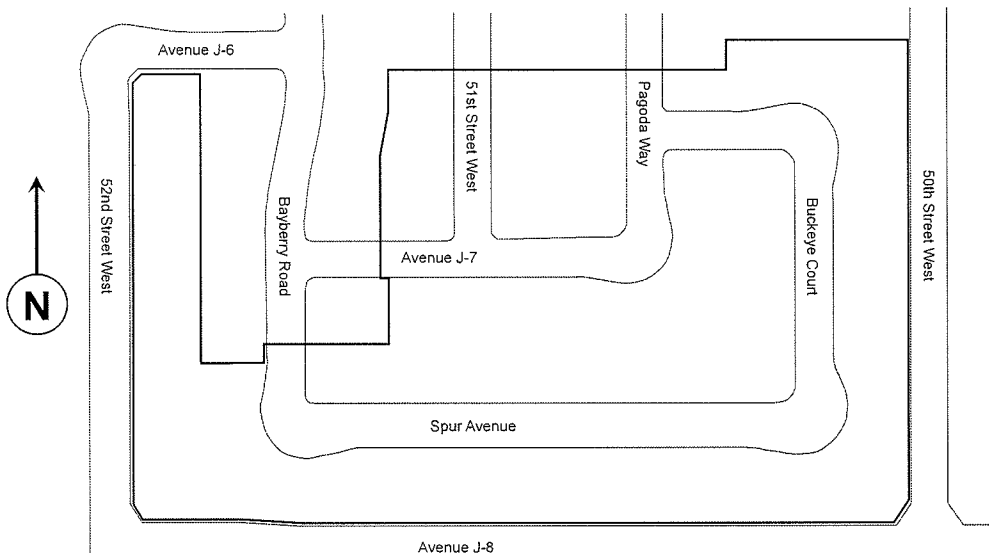 Avenue J-6
51st Street West
Pagoda Way
52nd Street West
Bayberry Road
Buckeye Court
50th Street West
Avenue J-7
N
Spur Avenue
Avenue J-8